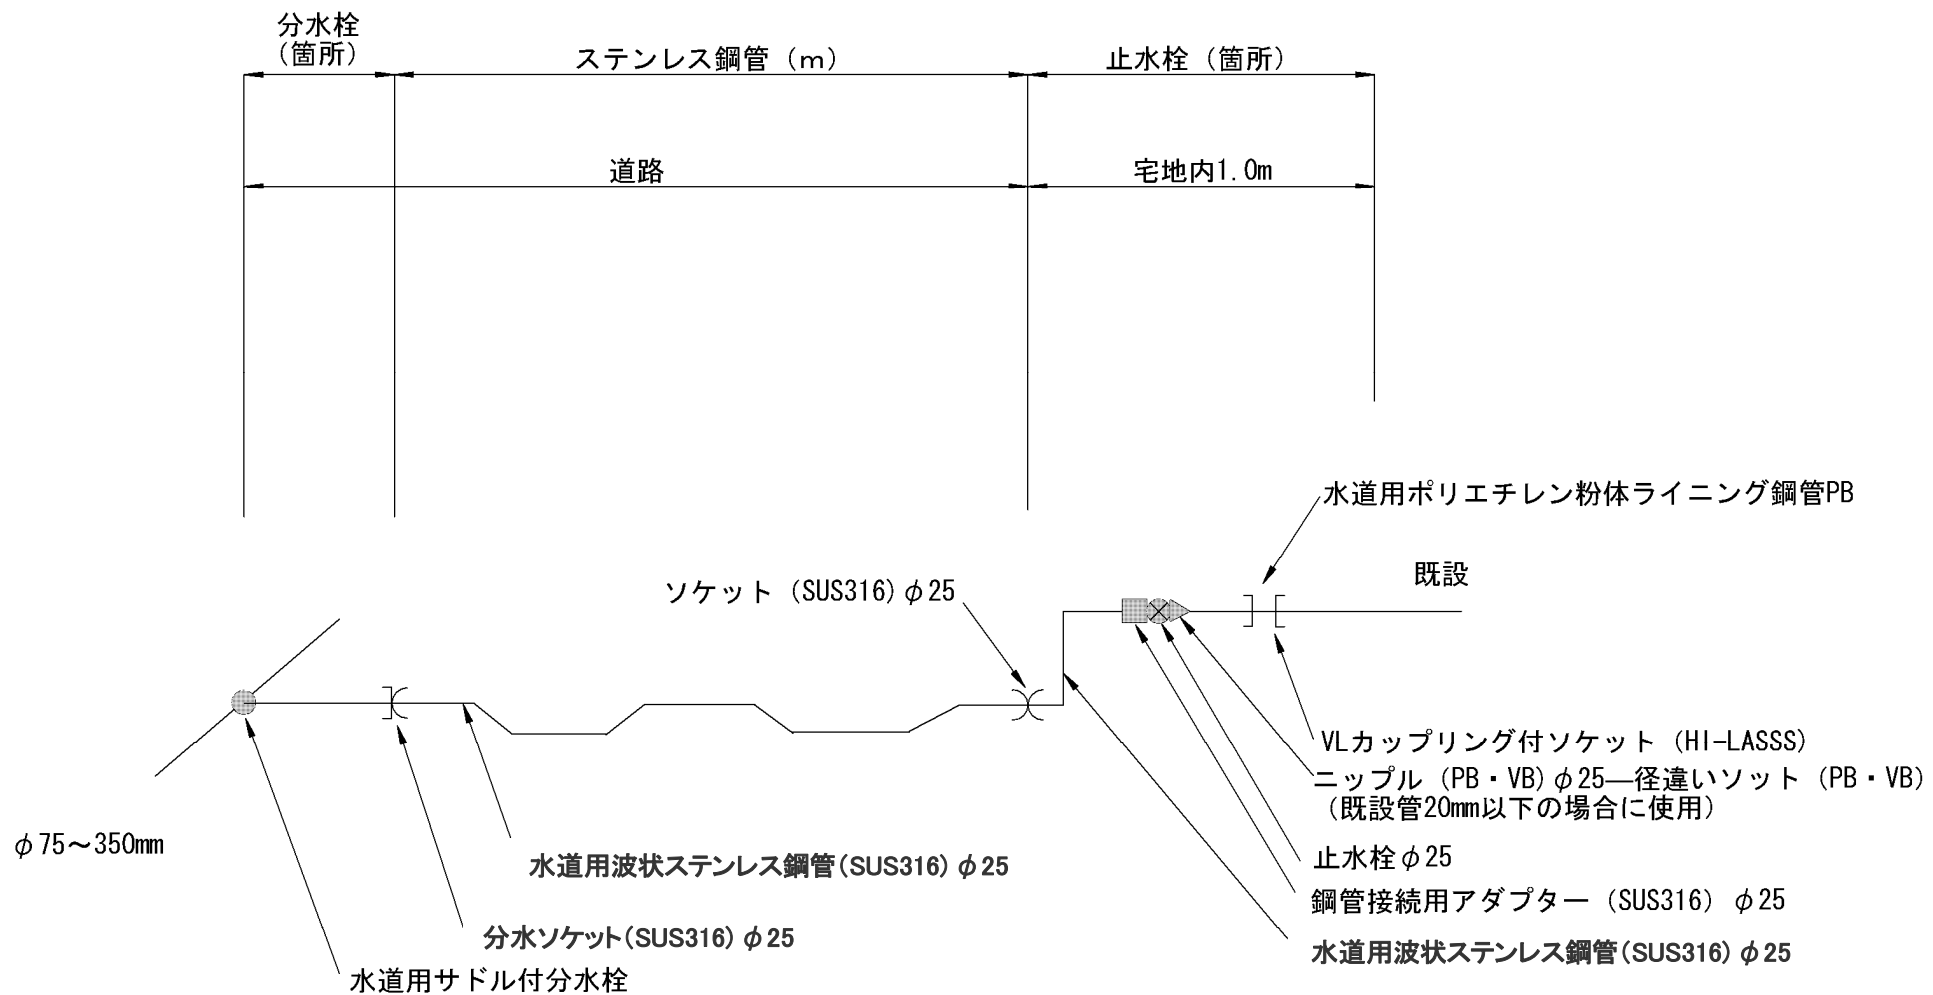 分水栓
(箇所)
ステンレス鋼管（ｍ）
止水栓（箇所）
道路
宅地内1.0m
水道用ポリエチレン粉体ライニング鋼管PB
既設
ソケット（SUS316）φ25
VLカップリング付ソケット（HI-LASSS）
ニップル（PB・VB）φ25―径違いソット（PB・VB）
（既設管20mm以下の場合に使用）
φ75～350mm
止水栓φ25
水道用波状ステンレス鋼管(SUS316)φ25
鋼管接続用アダプター（SUS316）φ25
分水ソケット(SUS316)φ25
水道用波状ステンレス鋼管(SUS316)φ25
水道用サドル付分水栓